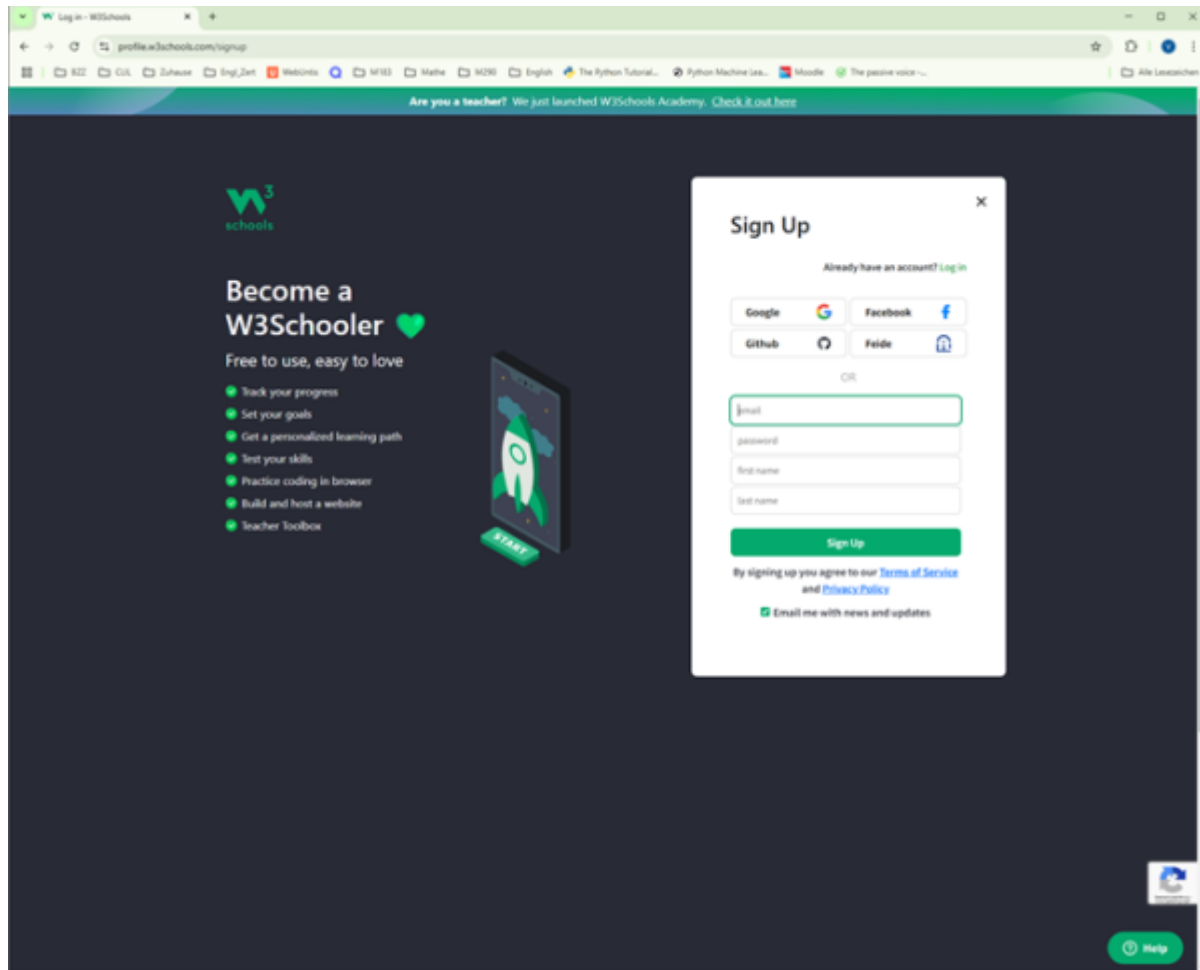 Log in - W3Schools
profile.w3schools.com/signup
BZZ CUL Zuhause Engl_Zert Webuntis M183 Mathe M290 English The Python Tutorial... Python Machine Lea... Moodle The passive voice -... Alle Lesezeichen
Are you a teacher? We just launched W3Schools Academy. Check it out here
W3
schools
Become a
W3Schooler
Free to use, easy to love
Track your progress
Set your goals
Get a personalized learning path
Test your skills
Practice coding in browser
Build and host a website
Teacher Toolbox
START
Sign Up
Already have an account? Log in
Google Facebook
Github Feide
OR
email
password
first name
last name
Sign Up
By signing up you agree to our Terms of Service
and Privacy Policy
Email me with news and updates
Help